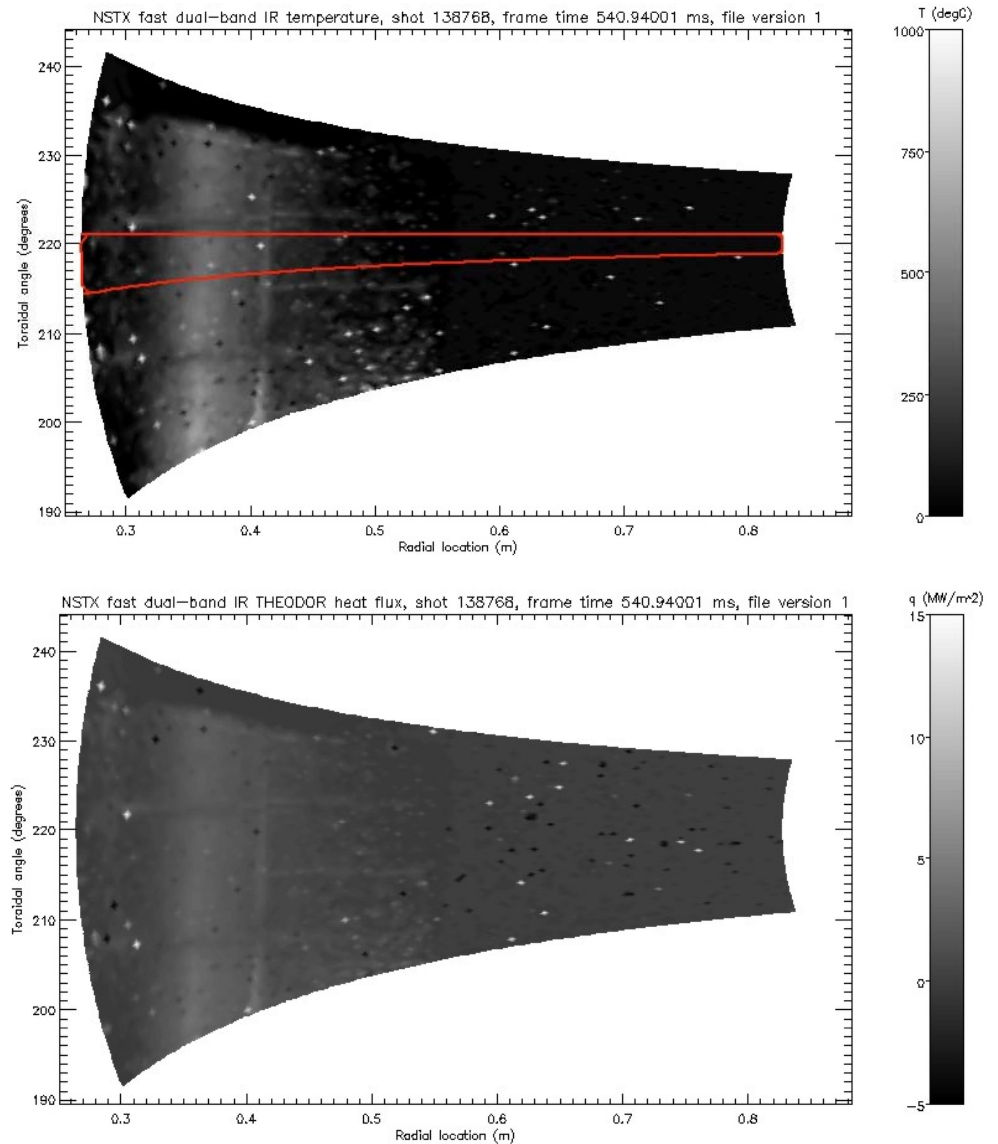 NSTX fast dual-band IR temperature, shot 138768, frame time 540.94001 ms, file version 1
T (degC)
1000
750
500
250
0
Toroidal angle (degrees)
240
230
220
210
200
190
0.3 0.4 0.5 0.6 0.7 0.8
Radial location (m)
NSTX fast dual-band IR THEODOR heat flux, shot 138768, frame time 540.94001 ms, file version 1
q (MW/m^2)
15
10
5
0
-5
Toroidal angle (degrees)
240
230
220
210
200
190
0.3 0.4 0.5 0.6 0.7 0.8
Radial location (m)